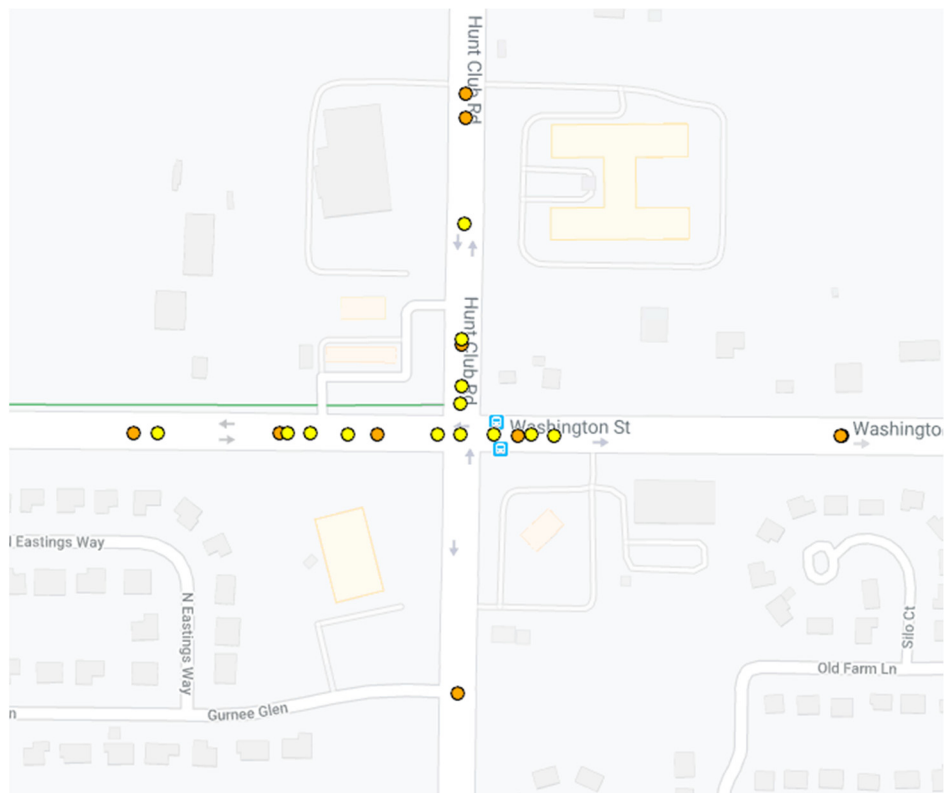 Hunt Club Rd
Hunt Club Rd
Washington St
Washingto
l Eastings Way
N Eastings Way
Silo Ct
Old Farm Ln
Gurnee Glen
n